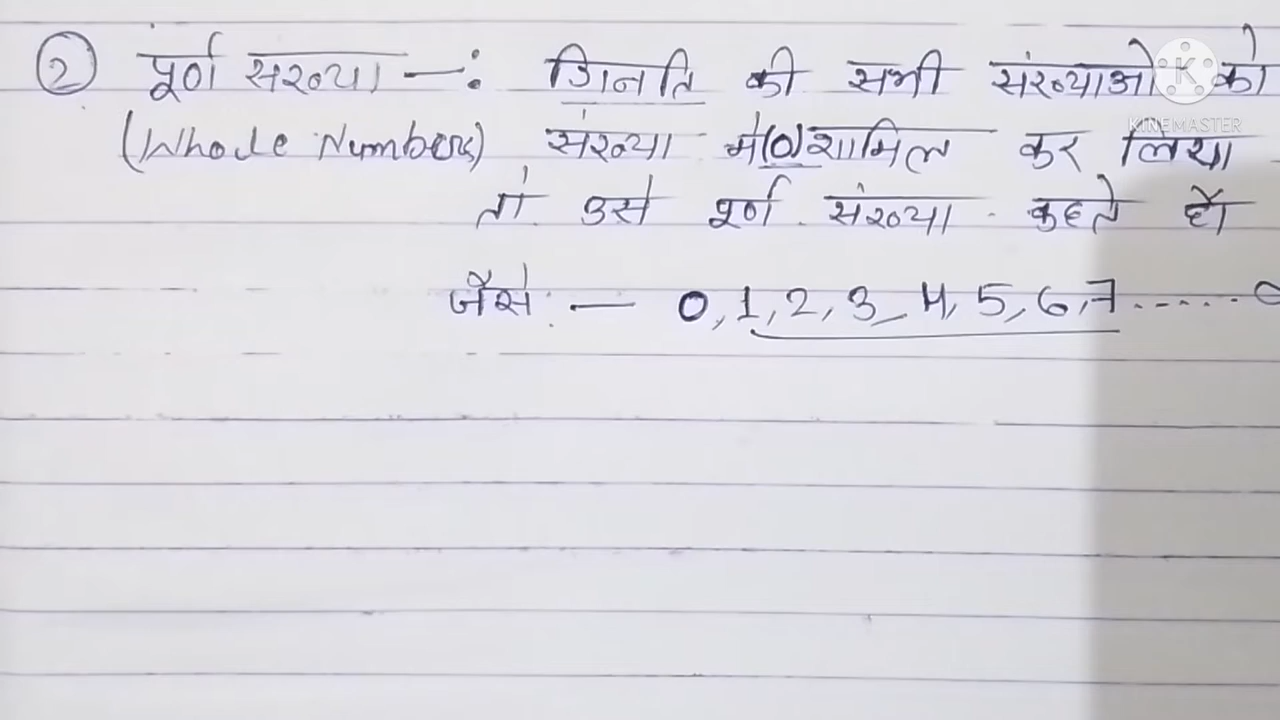 ② पूर्ण संख्या —: गिनति की सभी संख्याओ को
(Whole Numbers) संख्या में (0) शामिल कर लिया
तो उसे पूर्ण संख्या कहते हैं
जैसे — 0, 1, 2, 3, 4, 5, 6, 7 ......
K
KINEMASTER